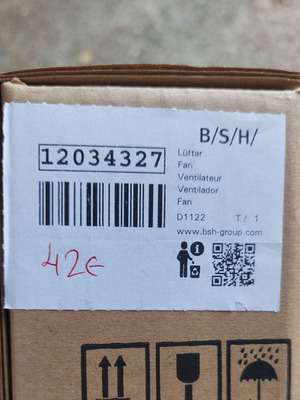 B/S/H/
12034327
Lüfter
Fan
Ventilateur
Ventilador
Fan
D1122 T/ 1
www.bsh-group.com
42€